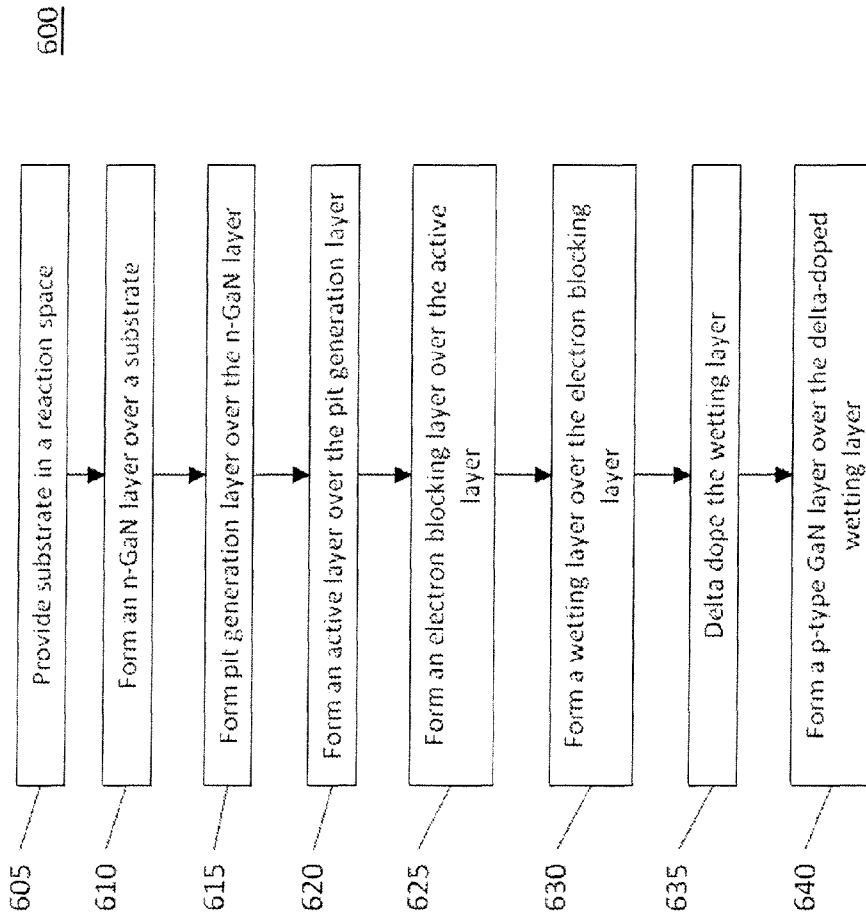 600
605
Provide substrate in a reaction space
610
Form an n-GaN layer over a substrate
615
Form pit generation layer over the n-GaN layer
620
Form an active layer over the pit generation layer
625
Form an electron blocking layer over the active
layer
630
Form a wetting layer over the electron blocking
layer
635
Delta dope the wetting layer
640
Form a p-type GaN layer over the delta-doped
wetting layer